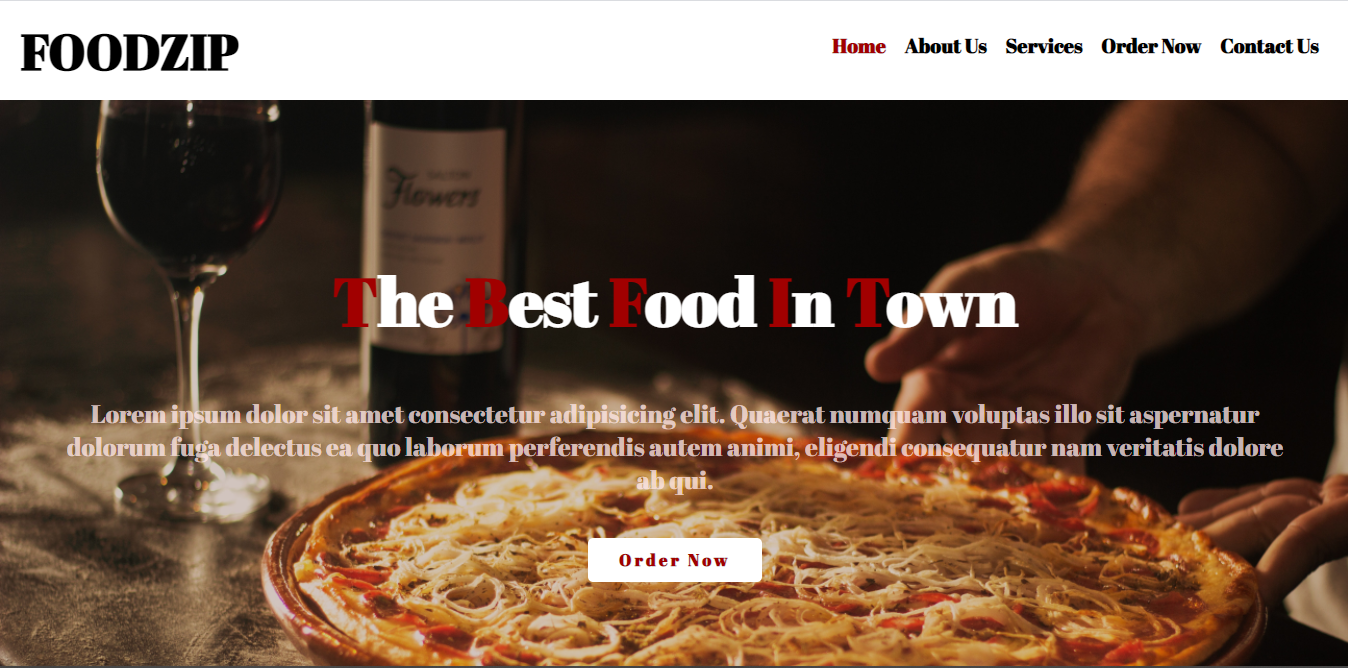 FOODZIP
Home About Us Services Order Now Contact Us
Flowers
The Best Food In Town
Lorem ipsum dolor sit amet consectetur adipisicing elit. Quaerat numquam voluptas illo sit aspernatur
dolorum fuga delectus ea quo laborum perferendis autem animi, eligendi consequatur nam veritatis dolore
ab qui.
Order Now